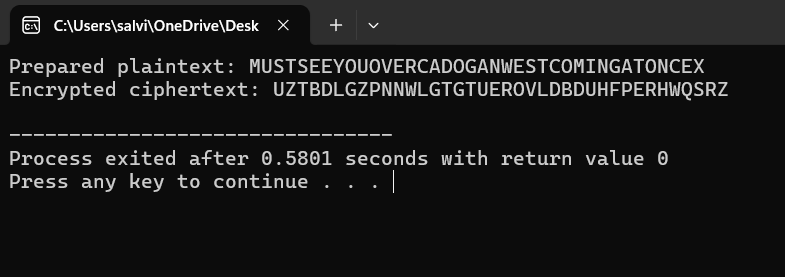 C:\Users\salvi\OneDrive\Desk
Prepared plaintext: MUSTSEEYOUOVERCADOGANWESTCOMINGATONCEX
Encrypted ciphertext: UZTBDLGZPNNWLGTGTUEROVLDBDUHFPERHWQSRZ
--------------------------------
Process exited after 0.5801 seconds with return value 0
Press any key to continue . . .